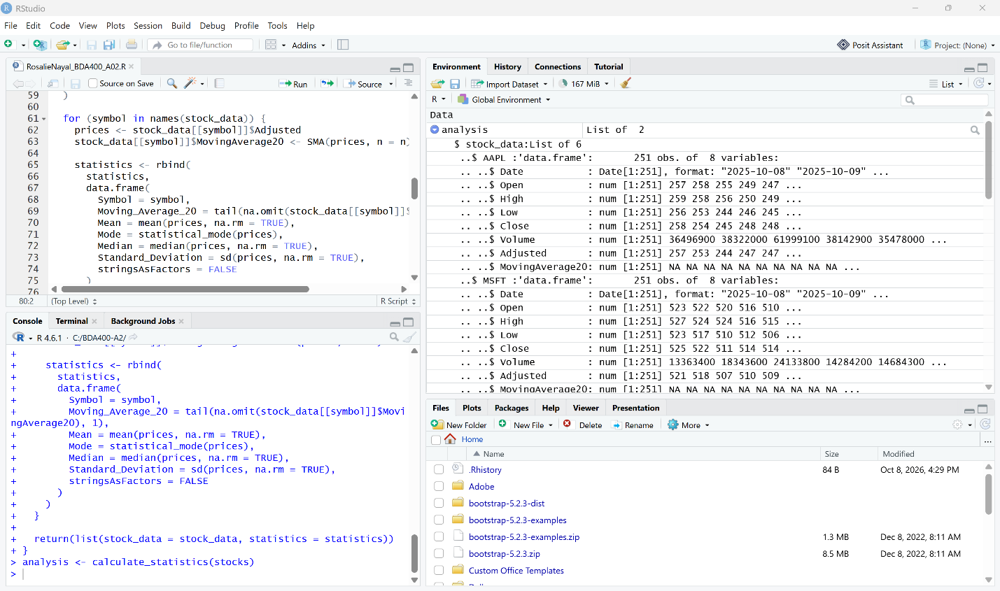 RStudio
File Edit Code View Plots Session Build Debug Profile Tools Help
Go to file/function Addins Posit Assistant Project: (None)
RosalieNayal_BDA400_A02.R
Source on Save Run Source
59 )
60
61 for (symbol in names(stock_data)) {
62 prices <- stock_data[[symbol]]$Adjusted
63 stock_data[[symbol]]$MovingAverage20 <- SMA(prices, n = n)
64
65 statistics <- rbind(
66 statistics,
67 data.frame(
68 Symbol = symbol,
69 Moving_Average_20 = tail(na.omit(stock_data[[symbol]]$
70 Mean = mean(prices, na.rm = TRUE),
71 Mode = statistical_mode(prices),
72 Median = median(prices, na.rm = TRUE),
73 Standard_Deviation = sd(prices, na.rm = TRUE),
74 stringsAsFactors = FALSE
75 )
76
80:2 (Top Level) R Script
Console Terminal Background Jobs
R 4.6.1 · C:/BDA400-A2/
+
+ statistics <- rbind(
+ statistics,
+ data.frame(
+ Symbol = symbol,
+ Moving_Average_20 = tail(na.omit(stock_data[[symbol]]$Movi
ngAverage20), 1),
+ Mean = mean(prices, na.rm = TRUE),
+ Mode = statistical_mode(prices),
+ Median = median(prices, na.rm = TRUE),
+ Standard_Deviation = sd(prices, na.rm = TRUE),
+ stringsAsFactors = FALSE
+ )
+ )
+ }
+
+ return(list(stock_data = stock_data, statistics = statistics))
+ }
> analysis <- calculate_statistics(stocks)
>
Environment History Connections Tutorial
Import Dataset 167 MiB List
R Global Environment
Data
analysis List of 2
$ stock_data:List of 6
..$ AAPL :'data.frame': 251 obs. of 8 variables:
.. ..$ Date : Date[1:251], format: "2025-10-08" "2025-10-09" ...
.. ..$ Open : num [1:251] 257 258 255 249 247 ...
.. ..$ High : num [1:251] 259 258 256 250 249 ...
.. ..$ Low : num [1:251] 256 253 244 246 245 ...
.. ..$ Close : num [1:251] 258 254 245 248 248 ...
.. ..$ Volume : num [1:251] 36496900 38322000 61999100 38142900 35478000 ...
.. ..$ Adjusted : num [1:251] 257 253 244 247 247 ...
.. ..$ MovingAverage20: num [1:251] NA NA NA NA NA NA NA NA NA NA ...
..$ MSFT :'data.frame': 251 obs. of 8 variables:
.. ..$ Date : Date[1:251], format: "2025-10-08" "2025-10-09" ...
.. ..$ Open : num [1:251] 523 522 520 516 510 ...
.. ..$ High : num [1:251] 527 524 524 516 515 ...
.. ..$ Low : num [1:251] 523 517 510 512 506 ...
.. ..$ Close : num [1:251] 525 522 511 514 514 ...
.. ..$ Volume : num [1:251] 13363400 18343600 24133800 14284200 14684300 ...
.. ..$ Adjusted : num [1:251] 521 518 507 510 509 ...
.. ..$ MovingAverage20: num [1:251] NA NA NA NA NA NA NA NA NA NA ...
Files Plots Packages Help Viewer Presentation
New Folder New File Delete Rename More
Home ...
Name Size Modified
.Rhistory 84 B Oct 8, 2026, 4:29 PM
Adobe
bootstrap-5.2.3-dist
bootstrap-5.2.3-examples
bootstrap-5.2.3-examples.zip 1.3 MB Dec 8, 2022, 8:11 AM
bootstrap-5.2.3.zip 8.5 MB Dec 8, 2022, 8:11 AM
Custom Office Templates